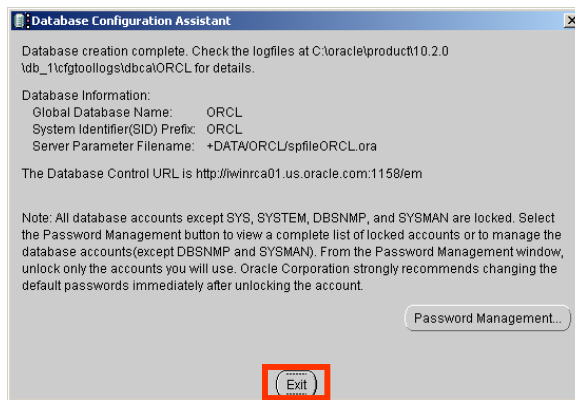 Database Configuration Assistant
Database creation complete. Check the logfiles at C:\oracle\product\10.2.0
\db_1\cfgtoollogs\dbca\ORCL for details.
Database Information:
Global Database Name: ORCL
System Identifier(SID) Prefix: ORCL
Server Parameter Filename: +DATA/ORCL/spfileORCL.ora
The Database Control URL is http://iwinrca01.us.oracle.com:1158/em
Note: All database accounts except SYS, SYSTEM, DBSNMP, and SYSMAN are locked. Select
the Password Management button to view a complete list of locked accounts or to manage the
database accounts(except DBSNMP and SYSMAN). From the Password Management window,
unlock only the accounts you will use. Oracle Corporation strongly recommends changing the
default passwords immediately after unlocking the account.
Password Management...
Exit